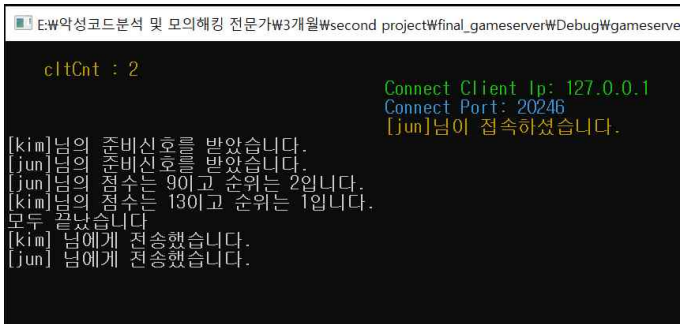 E:₩악성코드분석 및 모의해킹 전문가₩3개월₩second project₩final_gameserver₩Debug₩gameserve
cltCnt : 2
Connect Client Ip: 127.0.0.1
Connect Port: 20246
[jun]님이 접속하셨습니다.
[kim]님의 준비신호를 받았습니다.
[jun]님의 준비신호를 받았습니다.
[jun]님의 점수는 9이고 순위는 2입니다.
[kim]님의 점수는 13이고 순위는 1입니다.
모두 끝났습니다
[kim] 님에게 전송했습니다.
[jun] 님에게 전송했습니다.